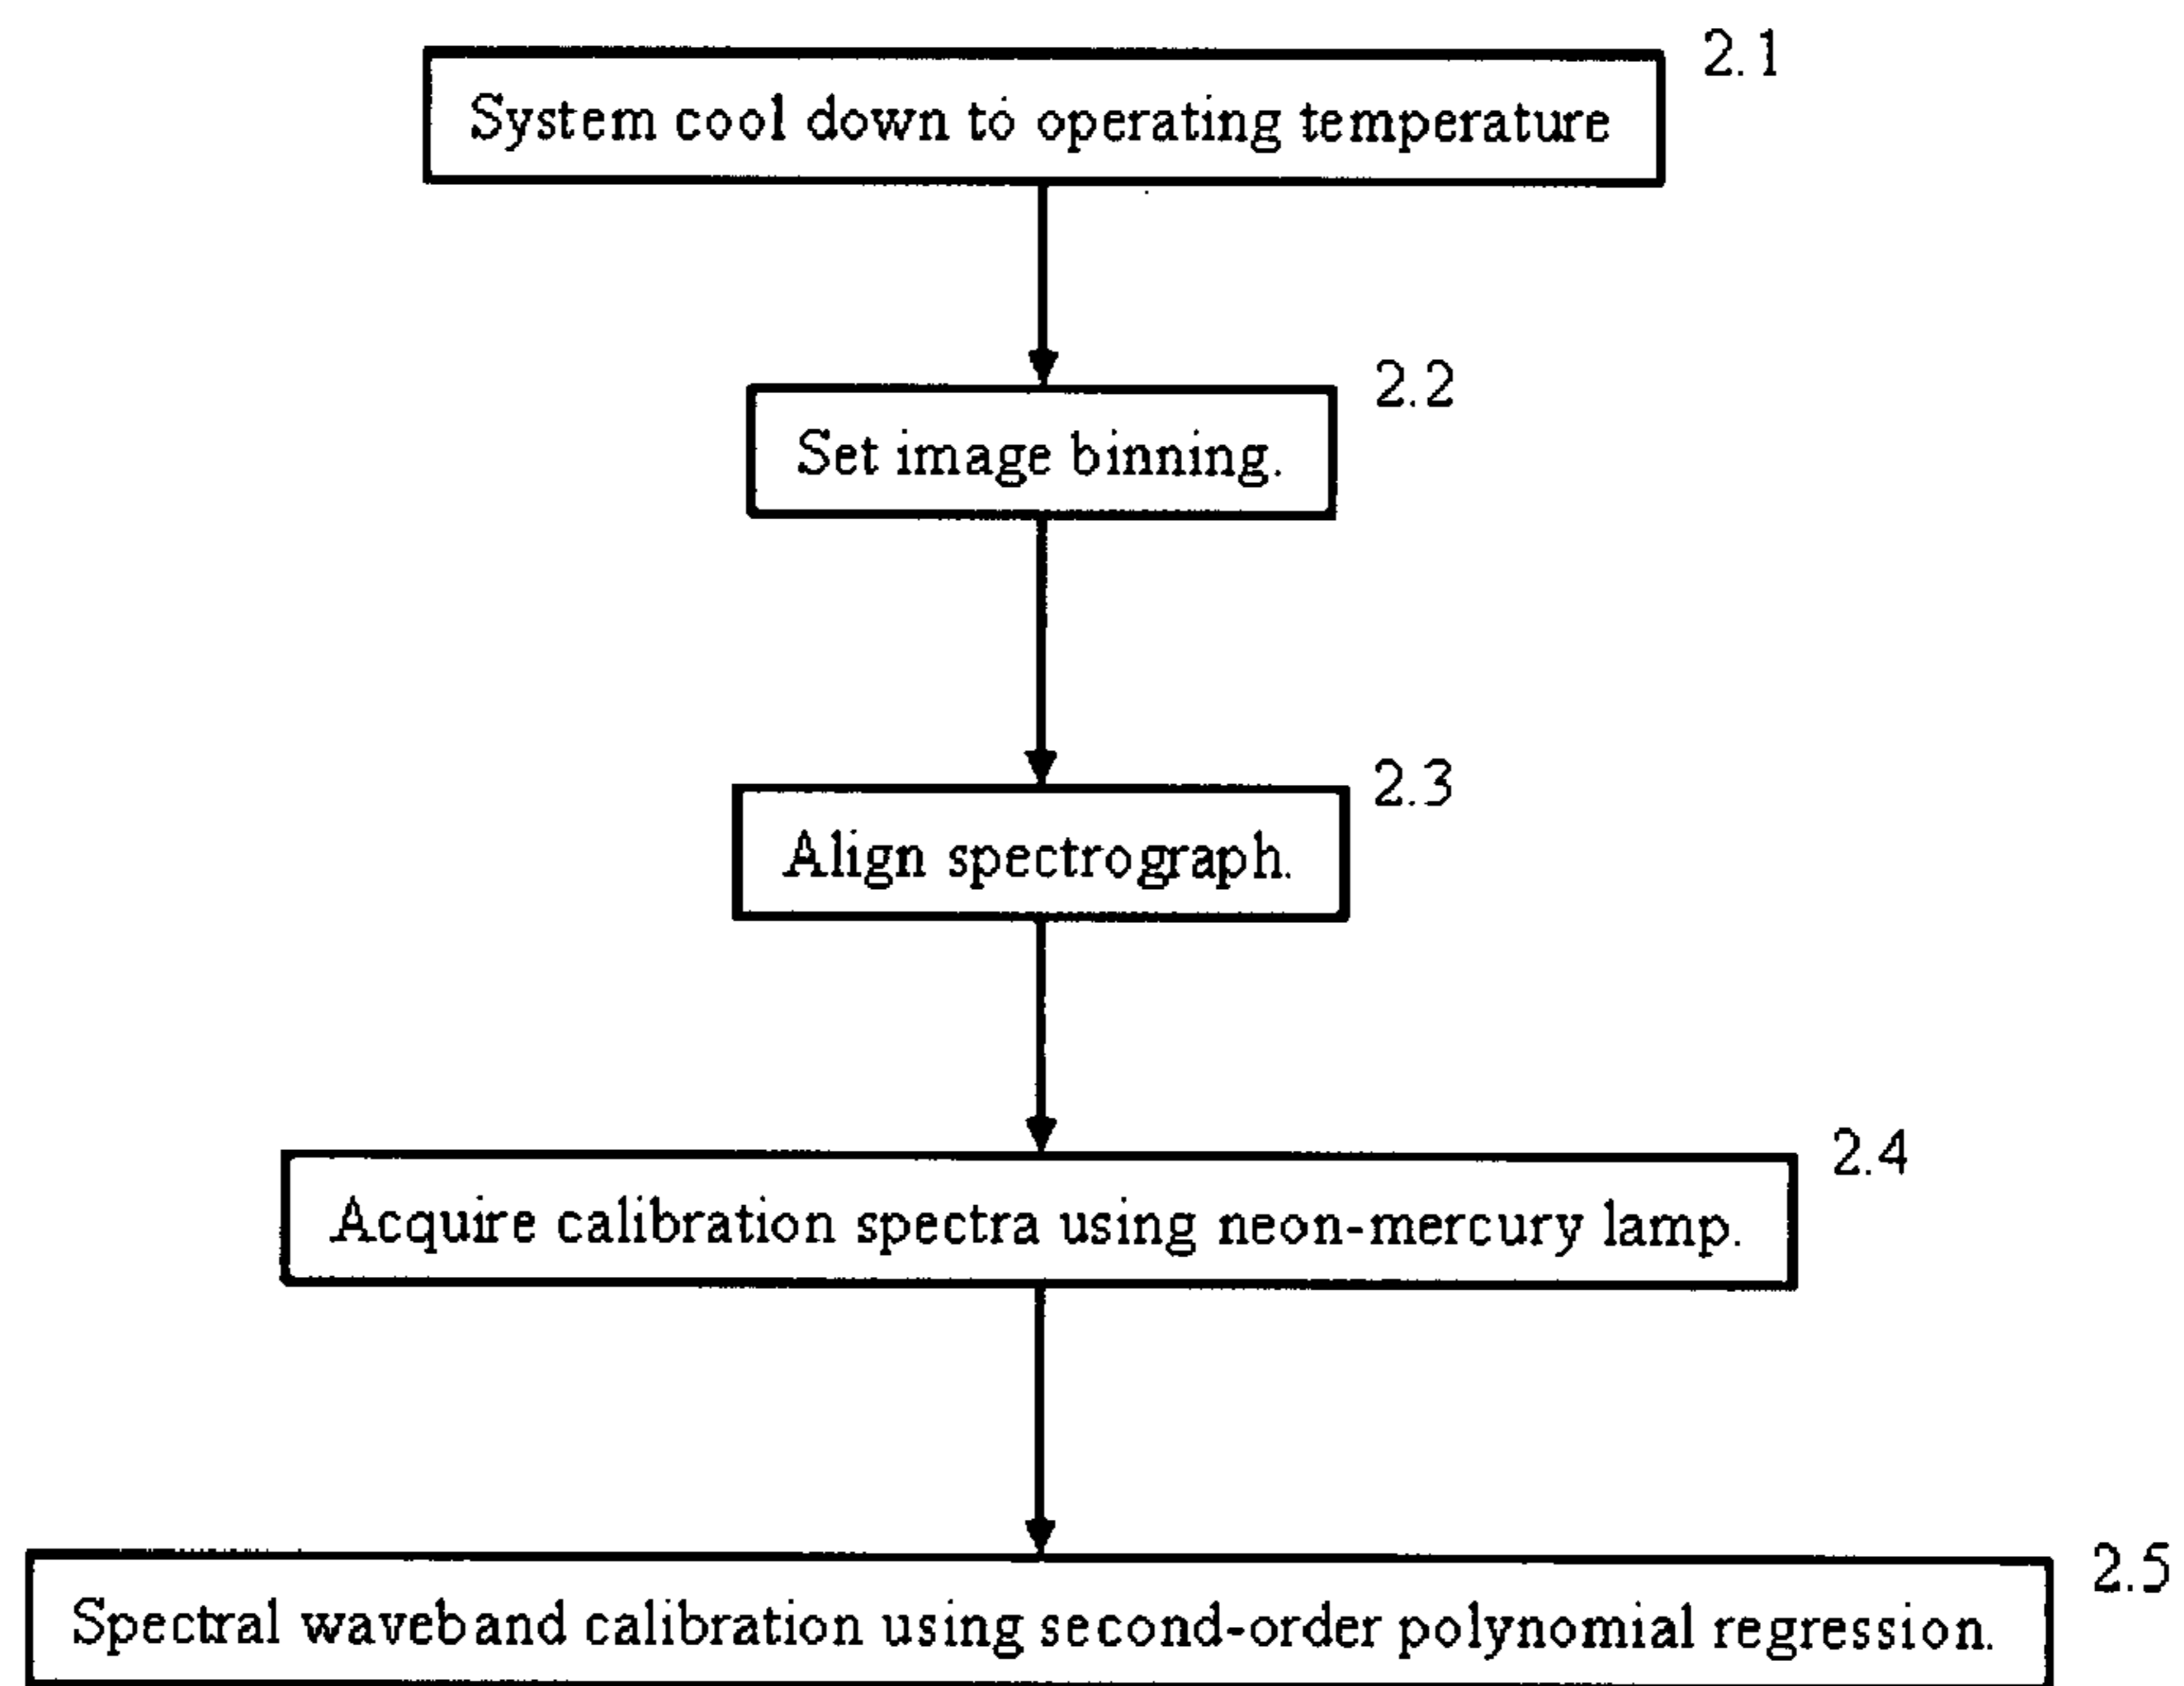 2.1
System cool down to operating temperature
2.2
Set image binning.
2.3
Align spectrograph.
2.4
Acquire calibration spectra using neon-mercury lamp.
2.5
Spectral waveband calibration using second-order polynomial regression.